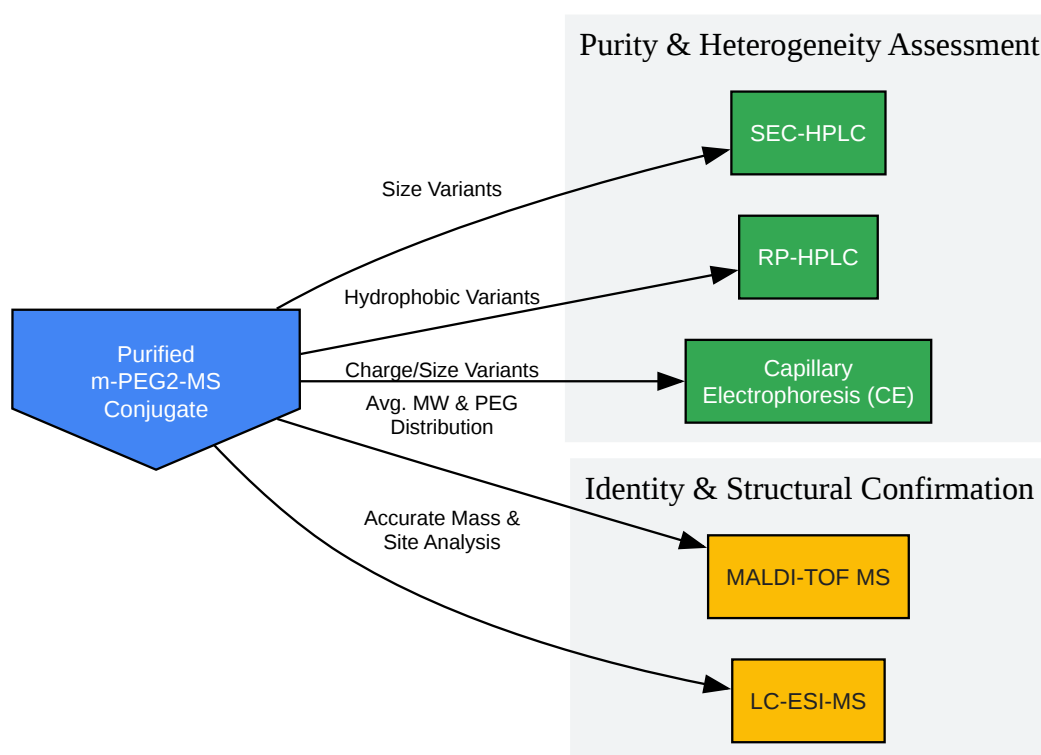 Purity & Heterogeneity Assessment
SEC-HPLC
Size Variants
RP-HPLC
Hydrophobic Variants
Purified
m-PEG2-MS
Conjugate
Charge/Size Variants
Capillary
Electrophoresis (CE)
Avg. MW & PEG
Distribution
Identity & Structural Confirmation
Accurate Mass &
Site Analysis
MALDI-TOF MS
LC-ESI-MS